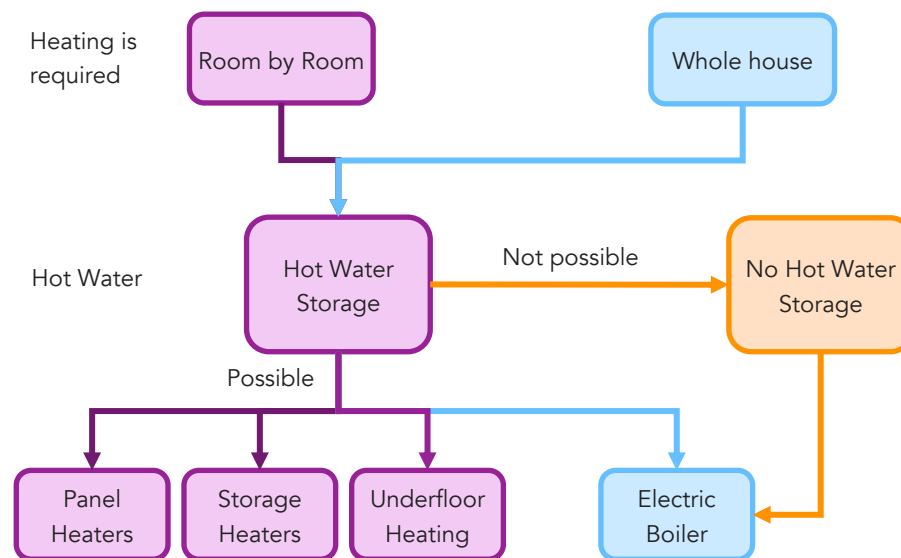 Heating is
required
Room by Room
Whole house
Hot Water
Hot Water
Storage
Not possible
No Hot Water
Storage
Possible
Panel
Heaters
Storage
Heaters
Underfloor
Heating
Electric
Boiler